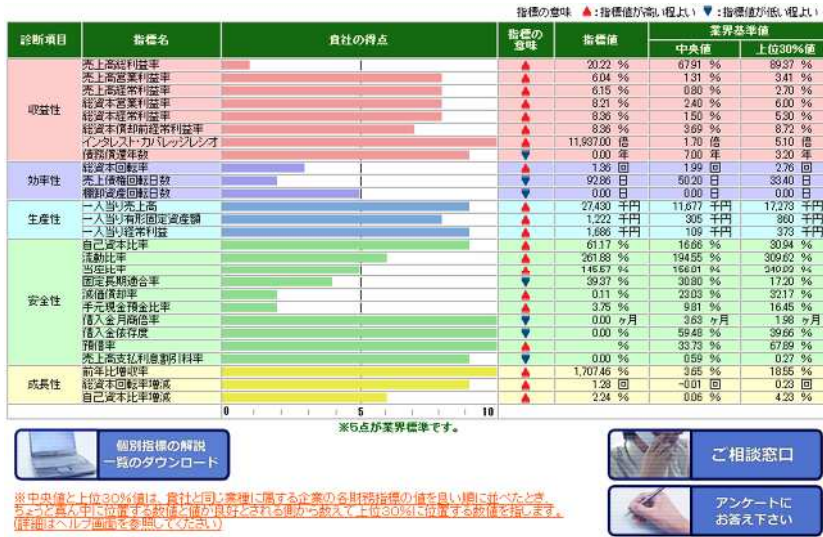 指標の意味 ▲:指標値が高い程よい ▼:指標値が低い程よい
診断項目 指標名 貴社の得点 指標の意味 指標値 業界基準値
中央値 上位30%値
収益性
売上高総利益率 ▲ 20.22 % 67.91 % 89.37 %
売上高営業利益率 ▲ 6.04 % 1.31 % 3.41 %
売上高経常利益率 ▲ 6.15 % 0.80 % 2.70 %
総資本営業利益率 ▲ 8.21 % 2.40 % 6.00 %
総資本経常利益率 ▲ 8.36 % 1.50 % 5.30 %
総資本償却前経常利益率 ▲ 8.36 % 3.69 % 8.72 %
インタレスト・カバレッジレシオ ▲ 11,937.00 倍 1.70 倍 5.10 倍
債務償還年数 ▼ 0.00 年 7.00 年 3.20 年
効率性
総資本回転率 ▲ 1.36 回 1.99 回 2.76 回
売上債権回転日数 ▼ 92.86 日 50.20 日 33.40 日
棚卸資産回転日数 ▼ 0.00 日 0.00 日 0.00 日
生産性
一人当り売上高 ▲ 27,430 千円 11,677 千円 17,273 千円
一人当り有形固定資産額 ▲ 1,222 千円 305 千円 860 千円
一人当り経常利益 ▲ 1,686 千円 109 千円 373 千円
安全性
自己資本比率 ▲ 61.17 % 16.66 % 30.94 %
流動比率 ▲ 261.88 % 194.55 % 309.62 %
当座比率 ▲
固定長期適合率 ▼ 39.37 % 30.80 % 17.20 %
減価償却率 ▲ 0.11 % 23.03 % 32.17 %
手元現金預金比率 ▲ 3.75 % 9.81 % 16.45 %
借入金月商倍率 ▼ 0.00 ヶ月 3.63 ヶ月 1.98 ヶ月
借入金依存度 ▼ 0.00 % 59.48 % 39.66 %
預借率 ▲ % 33.73 % 67.89 %
売上高支払利息割引料率 ▼ 0.00 % 0.59 % 0.27 %
成長性
前年比増収率 ▲ 1,707.46 % 3.65 % 18.55 %
総資本回転率増減 ▲ 1.28 回 -0.01 回 0.23 回
自己資本比率増減 ▲ 2.24 % 0.06 % 4.23 %
0 5 10
※5点が業界標準です。
個別指標の解説
一覧のダウンロード
ご相談窓口
※中央値と上位30%値は、貴社と同じ業種に属する企業の各財務指標の値を良い順に並べたとき、
ちょうど真ん中に位置する数値と値が良好とされる側から数えて上位30%に位置する数値を指します。
(詳細はヘルプ画面を参照してください)
アンケートに
お答え下さい